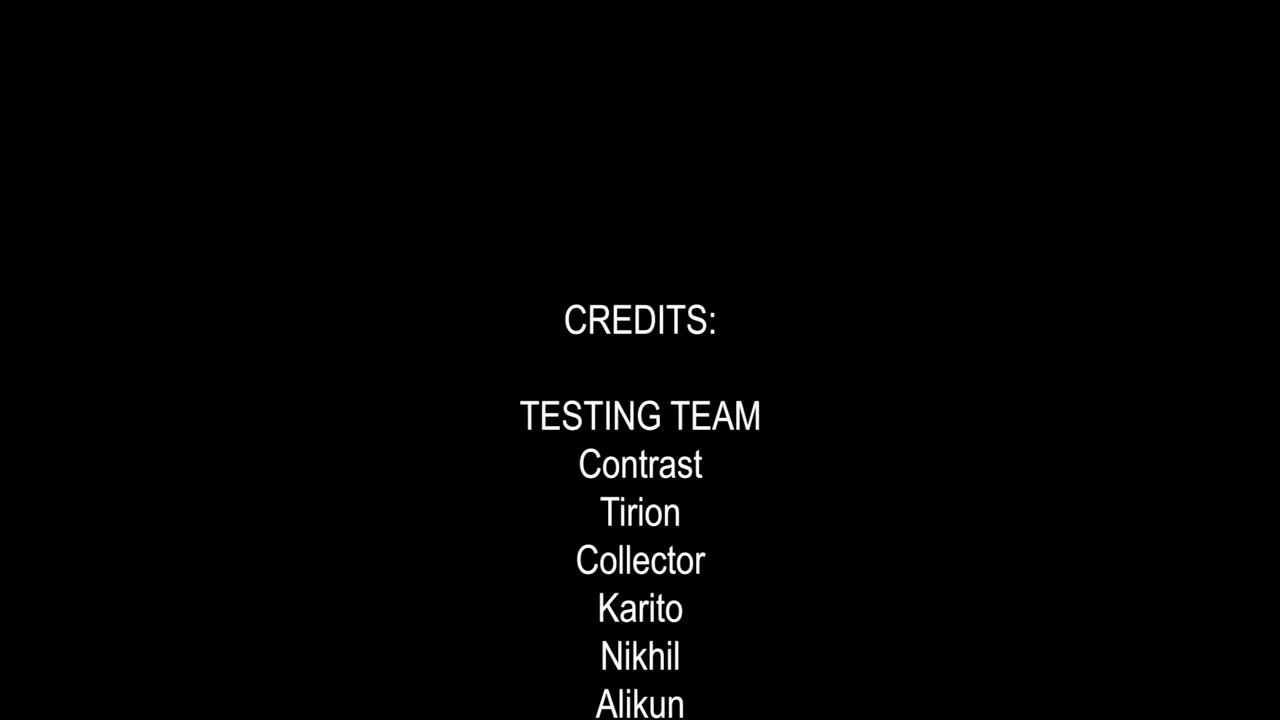 CREDITS:
TESTING TEAM
Contrast
Tirion
Collector
Karito
Nikhil
Alikun